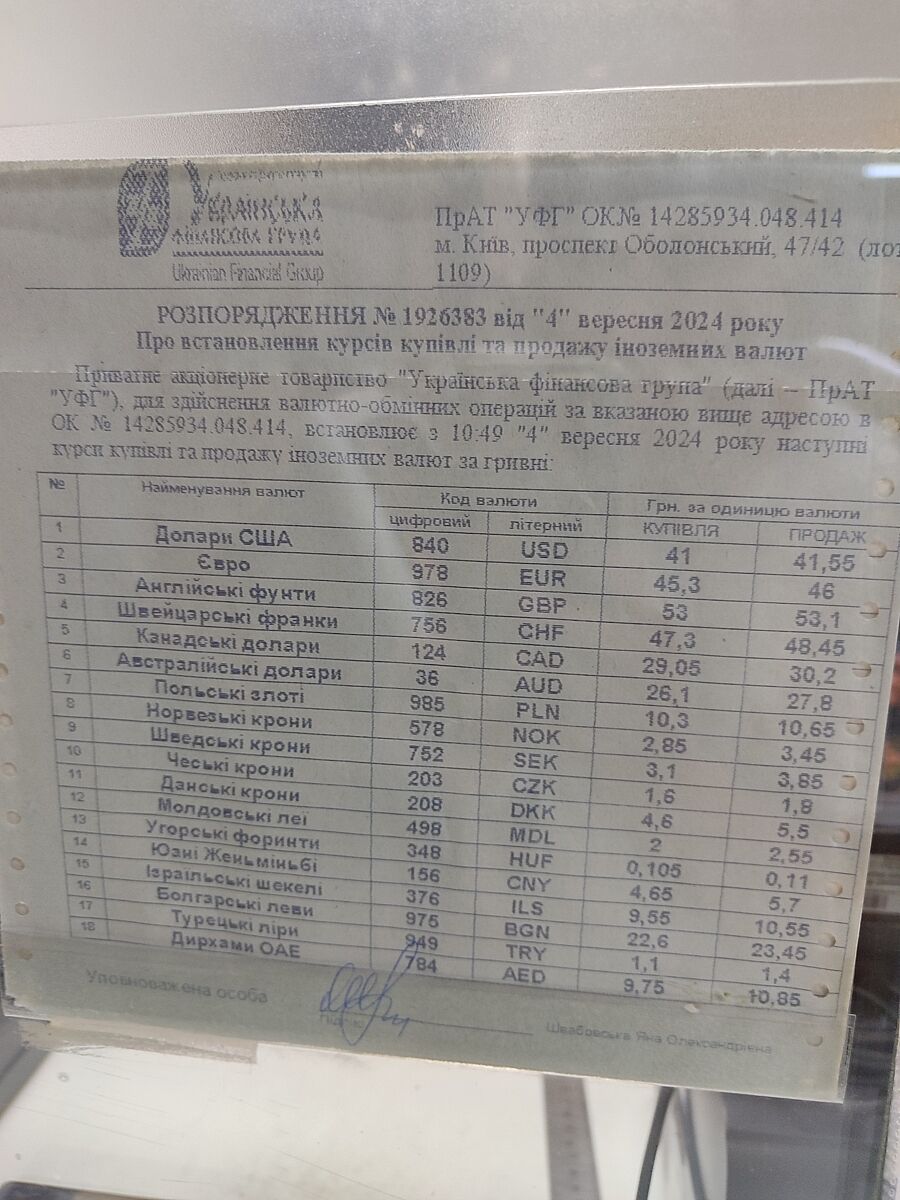 УКРАЇНСЬКА
ФІНАНСОВА ГРУПА
Ukrainian Financial Group
ПрАТ "УФГ" ОК№ 14285934.048.414
м. Київ, проспект Оболонський, 47/42 (лот
1109)
РОЗПОРЯДЖЕННЯ № 1926383 від "4" вересня 2024 року
Про встановлення курсів купівлі та продажу іноземних валют
Приватне акціонерне товариство "Українська фінансова група" (далі – ПрАТ
"УФГ"), для здійснення валютно-обмінних операцій за вказаною вище адресою в
ОК № 14285934.048.414, встановлює з 10:49 "4" вересня 2024 року наступні
курси купівлі та продажу іноземних валют за гривні:
№ Найменування валют Код валюти Грн. за одиницю валюти
цифровий літерний КУПІВЛЯ ПРОДАЖ
1 Долари США 840 USD 41 41,55
2 Євро 978 EUR 45,3 46
3 Англійські фунти 826 GBP 53 53,1
4 Швейцарські франки 756 CHF 47,3 48,45
5 Канадські долари 124 CAD 29,05 30,2
6 Австралійські долари 36 AUD 26,1 27,8
7 Польські злоті 985 PLN 10,3 10,65
8 Норвезькі крони 578 NOK 2,85 3,45
9 Шведські крони 752 SEK 3,1 3,85
10 Чеські крони 203 CZK 1,6 1,8
11 Данські крони 208 DKK 4,6 5,5
12 Молдовські леї 498 MDL 2 2,55
13 Угорські форинти 348 HUF 0,105 0,11
14 Юані Женьміньбі 156 CNY 4,65 5,7
15 Ізраїльські шекелі 376 ILS 9,55 10,55
16 Болгарські леви 975 BGN 22,6 23,45
17 Турецькі ліри 949 TRY 1,1 1,4
18 Дирхами ОАЕ 784 AED 9,75 10,85
Уповноважена особа Швабовська Яна Олександрівна